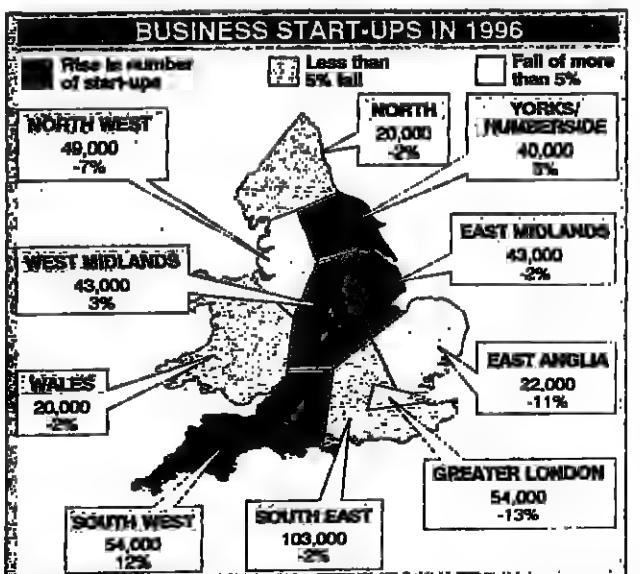 BUSINESS START-UPS IN 1996
Rise in number
of start-ups
Less than
5% fall
Fall of more
than 5%
NORTH WEST
49,000
-7%
NORTH
20,000
-2%
YORKS/
HUMBERSIDE
40,000
3%
WEST MIDLANDS
43,000
3%
EAST MIDLANDS
43,000
-2%
WALES
20,000
-2%
EAST ANGLIA
22,000
-11%
GREATER LONDON
54,000
-13%
SOUTH WEST
54,000
12%
SOUTH EAST
103,000
-2%